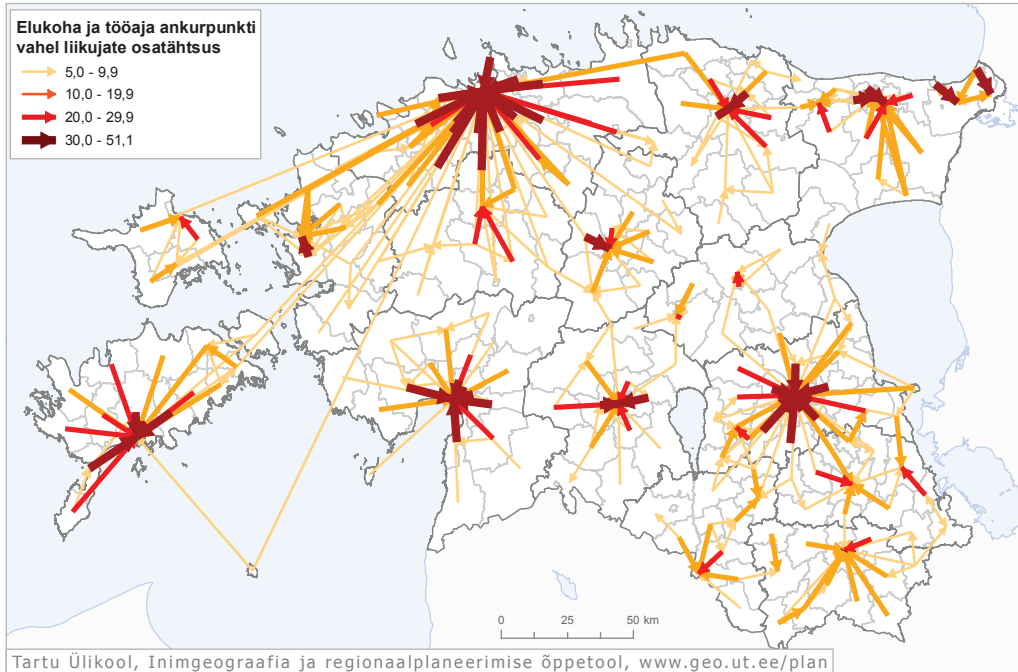 Elukoha ja tööaja ankurpunkti
vahel liikujate osatähtsus
5,0 - 9,9
10,0 - 19,9
20,0 - 29,9
30,0 - 51,1
0 25 50 km
Tartu Ülikool, Inimgeograafia ja regionaalplaneerimise õppetool, www.geo.ut.ee/plan